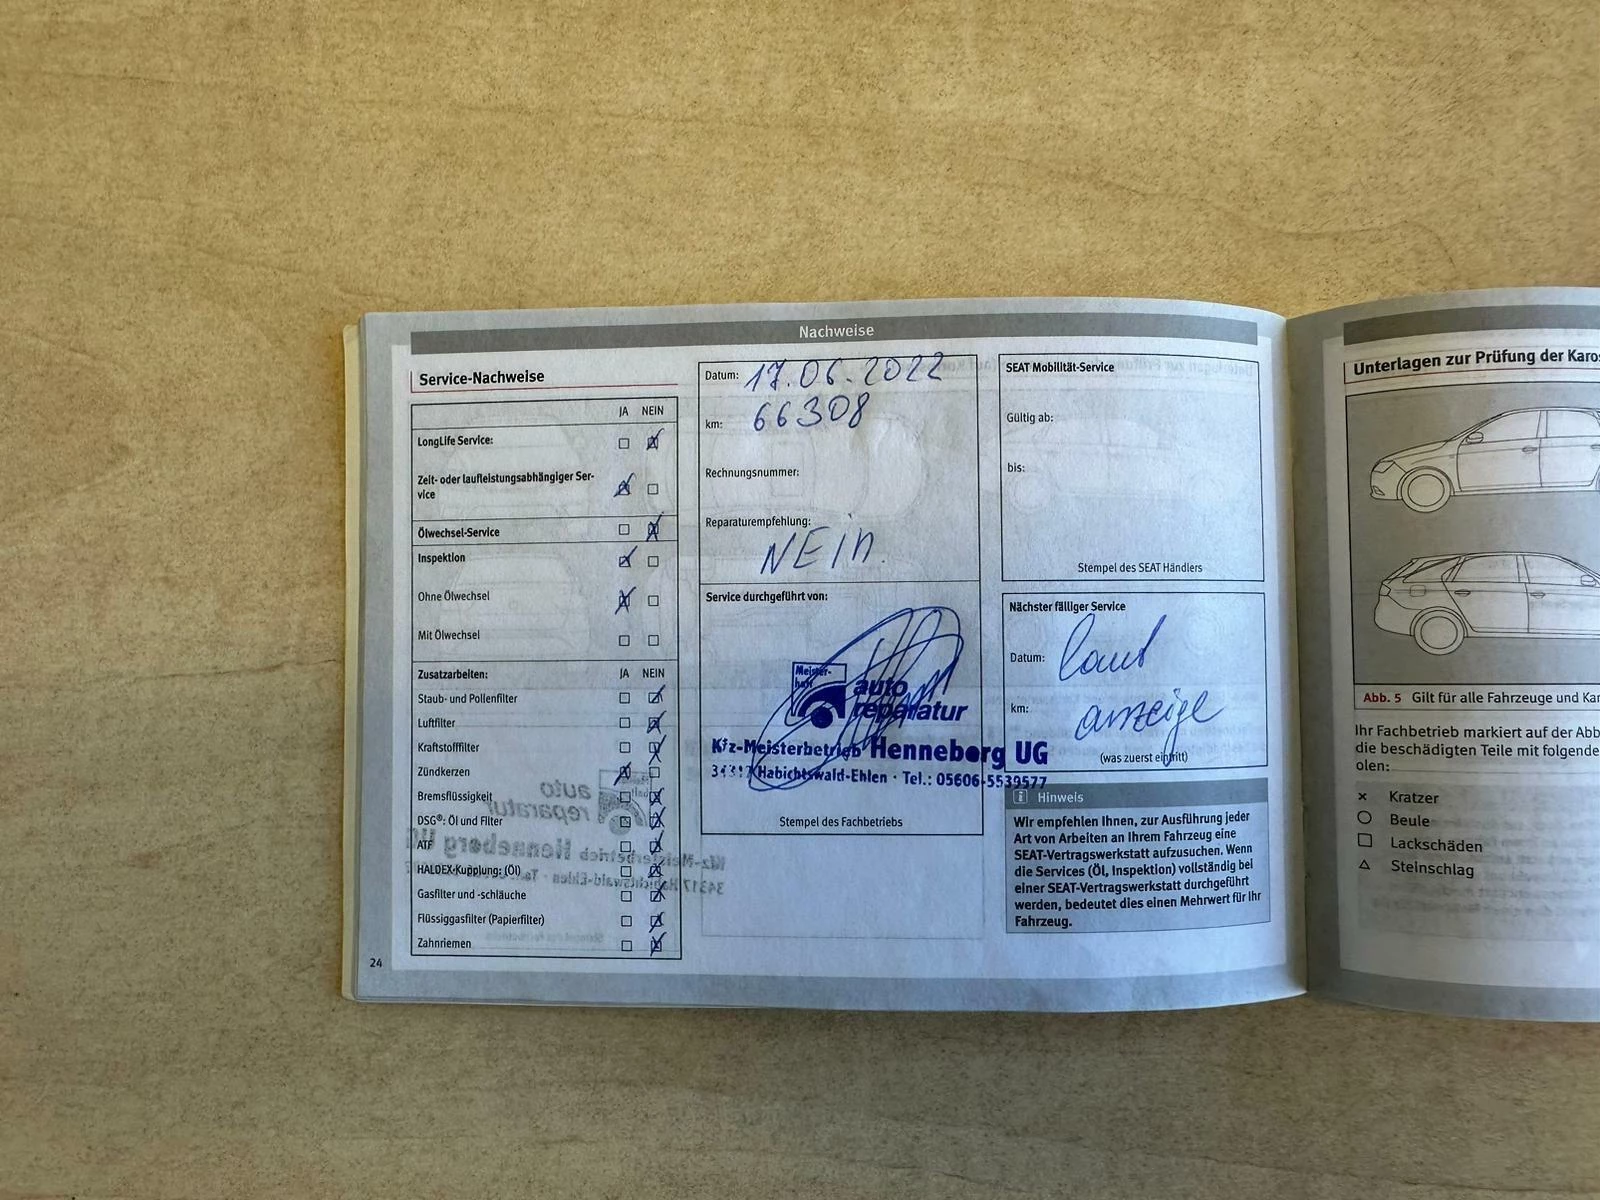 Nachweise
Service-Nachweise
JA NEIN
LongLife Service:
Zeit- oder laufleistungsabhängiger Ser-
vice
Ölwechsel-Service
Inspektion
Ohne Ölwechsel
Mit Ölwechsel
Zusatzarbeiten: JA NEIN
Staub- und Pollenfilter
Luftfilter
Kraftstofffilter
Zündkerzen
Bremsflüssigkeit
DSG®: Öl und Filter
ATF
HALDEX-Kupplung: (Öl)
Gasfilter und -schläuche
Flüssiggasfilter (Papierfilter)
Zahnriemen
24
Datum: 17.06.2022
km: 66308
Rechnungsnummer:
Reparaturempfehlung:
NEIN.
Service durchgeführt von:
Meister-
haft
auto
reparatur
Kfz-Meisterbetrieb Henneberg UG
34317 Habichtswald-Ehlen · Tel.: 05606-5539577
Stempel des Fachbetriebs
SEAT Mobilität-Service
Gültig ab:
bis:
Stempel des SEAT Händlers
Nächster fälliger Service
Datum: laut
km: anzeige
(was zuerst eintritt)
i Hinweis
Wir empfehlen Ihnen, zur Ausführung jeder
Art von Arbeiten an Ihrem Fahrzeug eine
SEAT-Vertragswerkstatt aufzusuchen. Wenn
die Services (Öl, Inspektion) vollständig bei
einer SEAT-Vertragswerkstatt durchgeführt
werden, bedeutet dies einen Mehrwert für Ihr
Fahrzeug.
Unterlagen zur Prüfung der Karos
Abb. 5 Gilt für alle Fahrzeuge und Kar
Ihr Fachbetrieb markiert auf der Abb
die beschädigten Teile mit folgende
olen:
× Kratzer
○ Beule
□ Lackschäden
△ Steinschlag